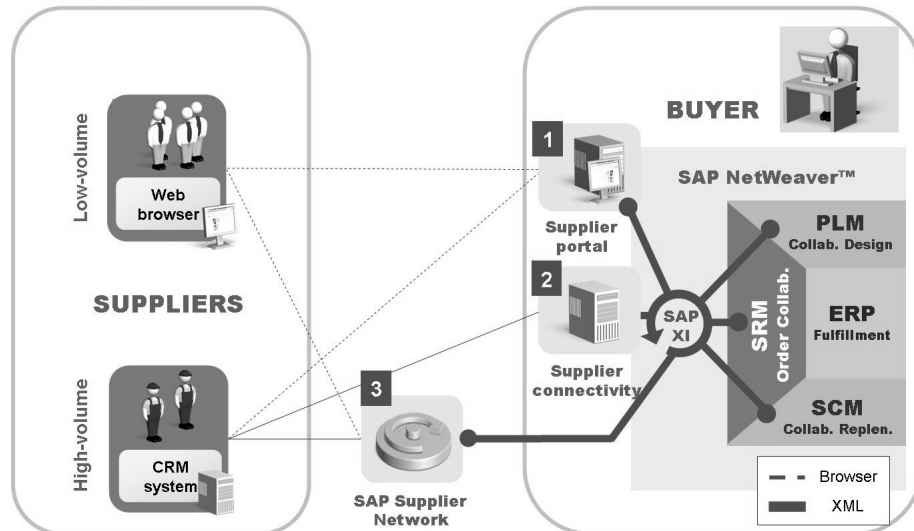 Low-volume
Web
browser
SUPPLIERS
High-volume
CRM
system
1
Supplier
portal
2
Supplier
connectivity
3
SAP Supplier
Network
BUYER
SAP NetWeaver™
SAP
XI
SRM
Order Collab.
PLM
Collab. Design
ERP
Fulfillment
SCM
Collab. Replen.
Browser
XML